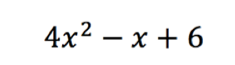 4x² − x + 6